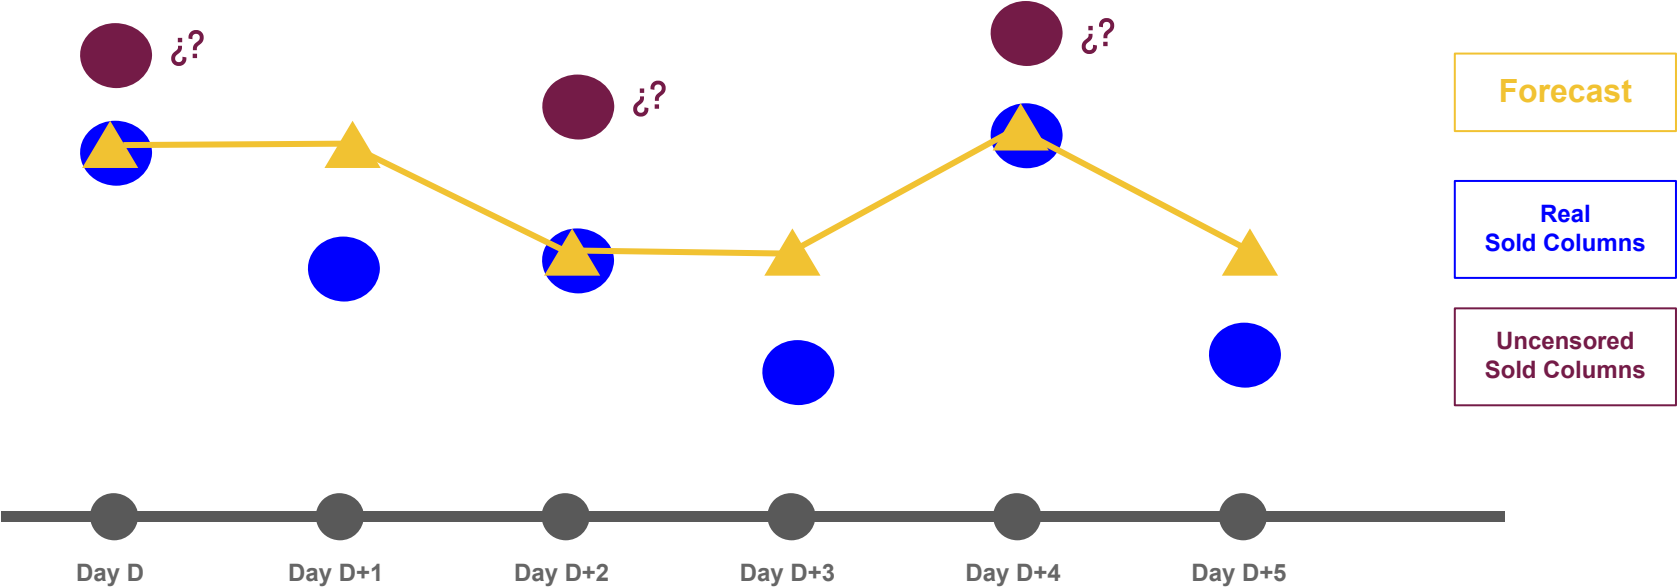 ¿?
¿?
¿?
Forecast
Real
Sold Columns
Uncensored
Sold Columns
Day D
Day D+1
Day D+2
Day D+3
Day D+4
Day D+5